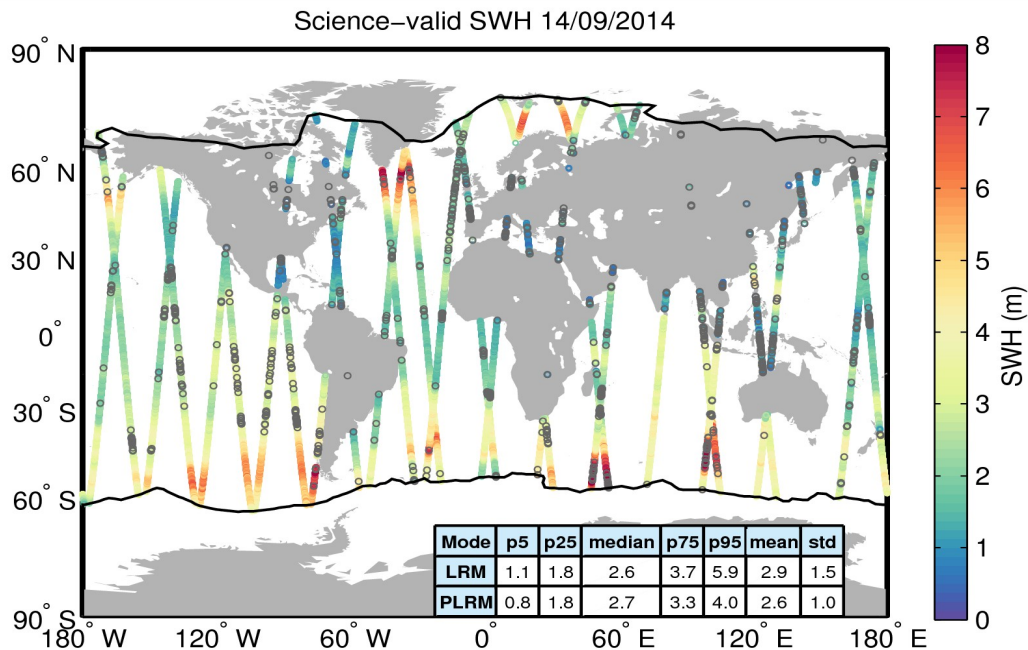 Science−valid SWH 14/09/2014
90° N
60° N
30° N
0°
30° S
60° S
90° S
180° W 120° W 60° W 0° 60° E 120° E 180° E
8
7
6
5
4
3
2
1
0
SWH (m)
Mode p5 p25 median p75 p95 mean std
LRM 1.1 1.8 2.6 3.7 5.9 2.9 1.5
PLRM 0.8 1.8 2.7 3.3 4.0 2.6 1.0